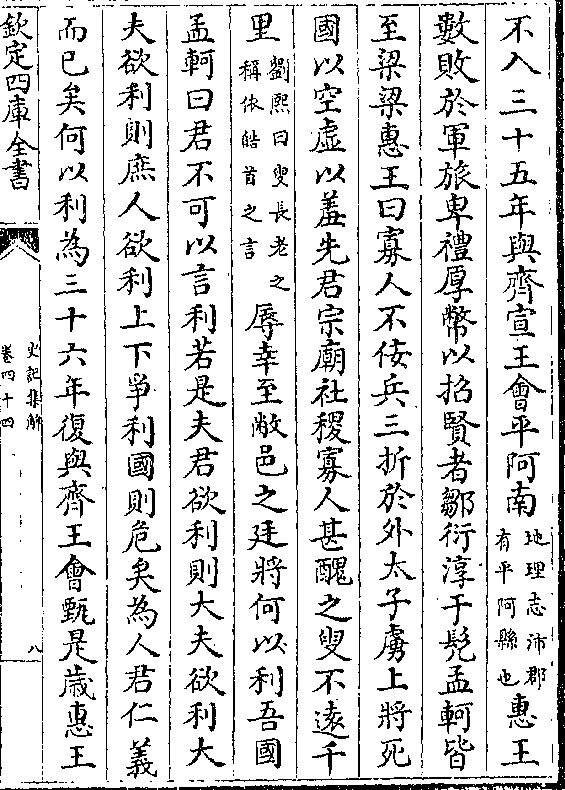 不入三十五年與齊宣王會平阿南地理志沛郡有平阿縣也惠王
數敗於軍旅卑禮厚幣以招賢者鄒衍淳于髠孟軻皆
至梁梁惠王曰寡人不佞兵三折於外太子虜上將死
國以空虛以羞先君宗廟社稷寡人甚醜之叟不遠千
里劉熙曰叟長老之稱依皓首之言辱幸至敝邑之廷將何以利吾國
孟軻曰君不可以言利若是夫君欲利則大夫欲利大
夫欲利則庶人欲利上下爭利國則危矣為人君仁義
而已矣何以利為三十六年復與齊王會甄是歲惠王
欽定四庫全書
史記集解
卷四十四
八